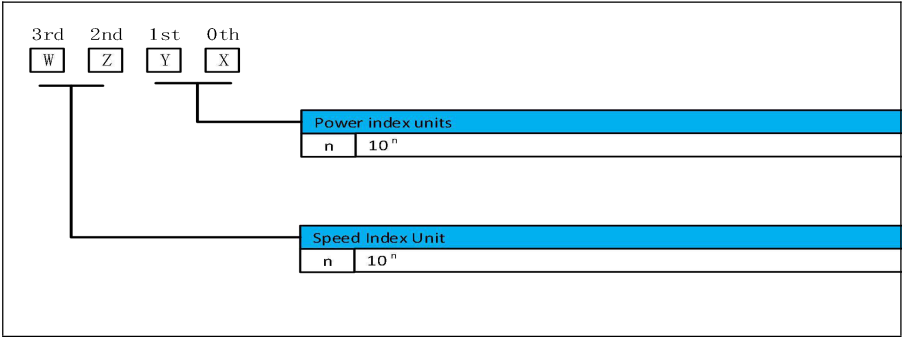 3rd 2nd 1st 0th
W Z Y X
Power index units
n 10ⁿ
Speed Index Unit
n 10ⁿ